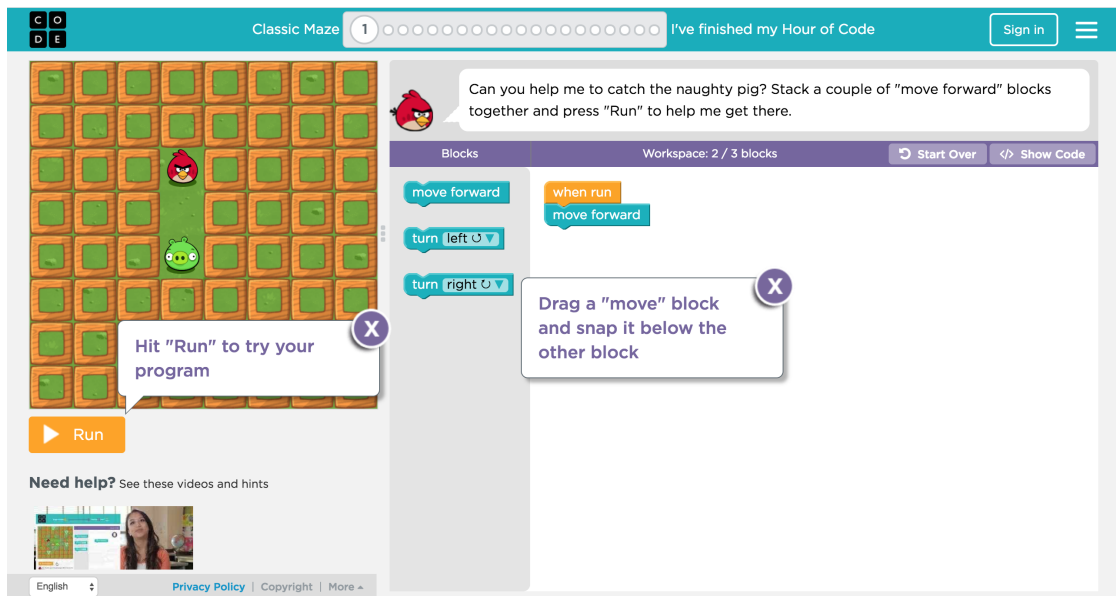 CO
DE
Classic Maze
1
I've finished my Hour of Code
Sign in
Can you help me to catch the naughty pig? Stack a couple of "move forward" blocks
together and press "Run" to help me get there.
Blocks
Workspace: 2 / 3 blocks
Start Over
</> Show Code
move forward
turn left
turn right
when run
move forward
Drag a "move" block
and snap it below the
other block
X
Hit "Run" to try your
program
X
Run
Need help? See these videos and hints
English
Privacy Policy | Copyright | More